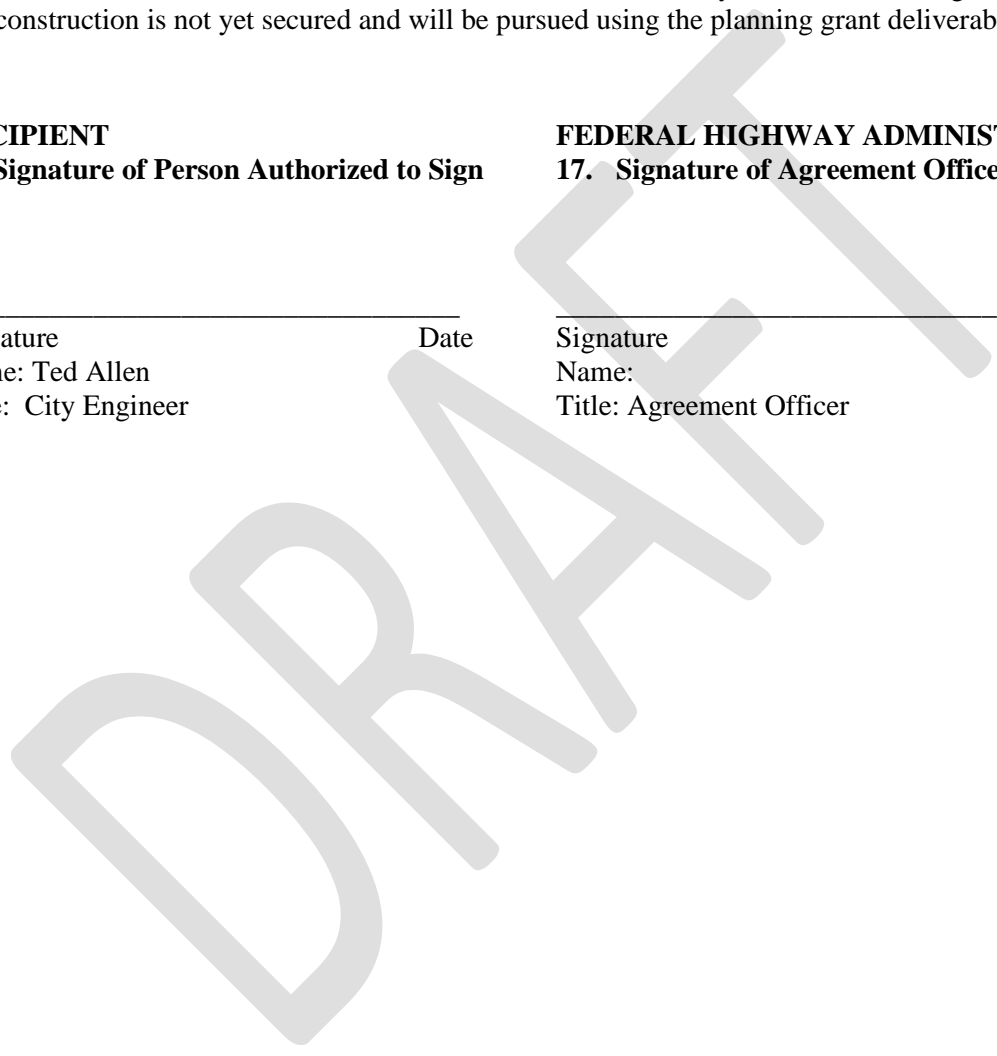 construction is not yet secured and will be pursued using the planning grant deliverab
CIPIENT
Signature of Person Authorized to Sign
FEDERAL HIGHWAY ADMINIST
17. Signature of Agreement Office
ature Date
e: Ted Allen
: City Engineer
Signature
Name:
Title: Agreement Officer
DRAFT